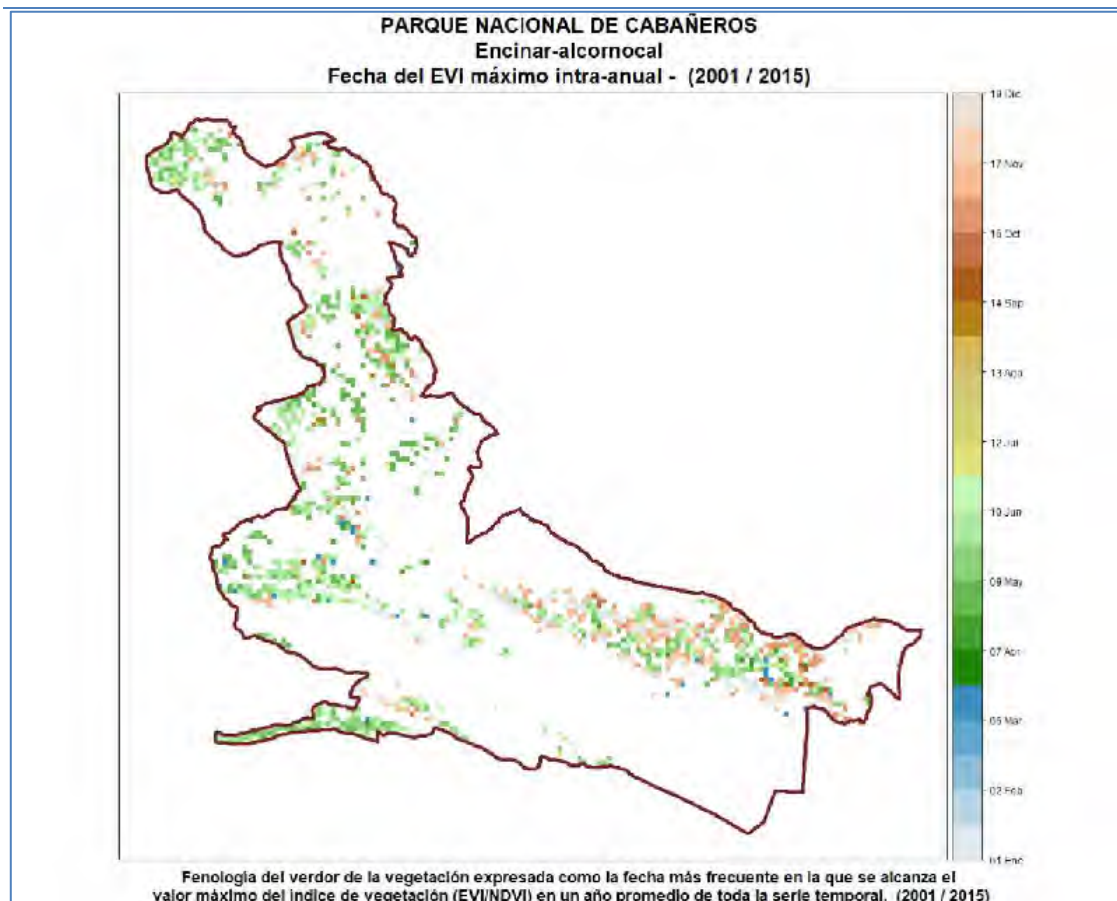 PARQUE NACIONAL DE CABAÑEROS
Encinar-alcornocal
Fecha del EVI máximo intra-anual - (2001 / 2015)
19 Dic
17 Nov
16 Oct
14 Sep
13 Ago
12 Jul
10 Jun
09 May
07 Apr
05 Mar
02 Feb
01 Ene
Fenologia del verdor de la vegetación expresada como la fecha más frecuente en la que se alcanza el
valor máximo del indice de vegetación (EVI/NDVI) en un año promedio de toda la serie temporal. (2001 / 2015)